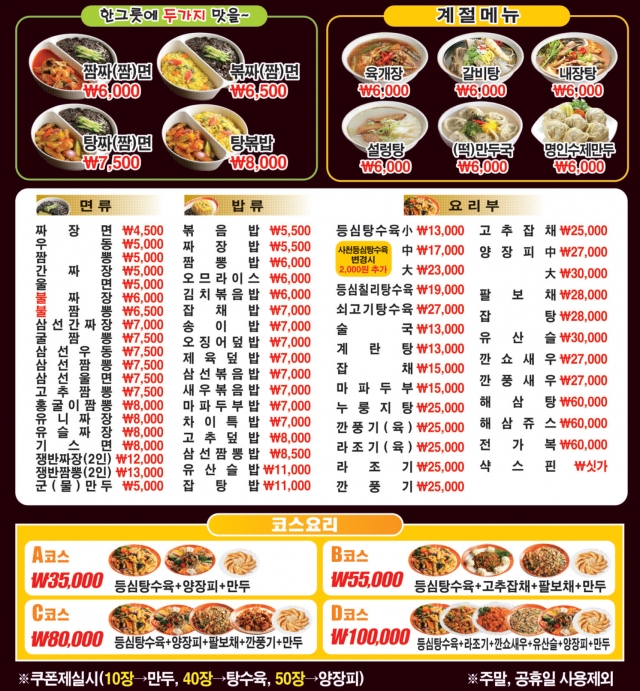 한그릇에 두가지 맛을~
짬짜(짬)면
₩6,000
볶짜(짬)면
₩6,500
탕짜(짬)면
₩7,500
탕볶밥
₩8,000
계절메뉴
육개장
₩6,000
갈비탕
₩6,000
내장탕
₩6,000
설렁탕
₩6,000
(떡)만두국
₩6,000
명인수제만두
₩6,000
면류
짜장면 ₩4,500
우동 ₩5,000
짬뽕 ₩5,000
간짜장 ₩5,000
울면 ₩5,000
불짜장 ₩6,000
불짬뽕 ₩6,500
삼선간짜장 ₩7,000
굴짬뽕 ₩7,000
삼선우동 ₩7,500
삼선짬뽕 ₩7,500
삼선울면 ₩7,500
고추짬뽕 ₩7,500
홍굴이짬뽕 ₩8,000
유니짜장 ₩8,000
유슬짜장 ₩8,000
기스면 ₩8,000
쟁반짜장(2인) ₩12,000
쟁반짬뽕(2인) ₩13,000
군(물)만두 ₩5,000
밥류
볶음밥 ₩5,500
짜장밥 ₩5,500
짬뽕밥 ₩6,000
오므라이스 ₩6,000
김치볶음밥 ₩6,000
잡채밥 ₩7,000
송이밥 ₩7,000
오징어덮밥 ₩7,000
제육덮밥 ₩7,000
삼선볶음밥 ₩7,000
새우볶음밥 ₩7,000
마파두부밥 ₩7,000
차이특밥 ₩7,000
고추덮밥 ₩8,000
삼선짬뽕밥 ₩8,500
유산슬밥 ₩11,000
잡탕밥 ₩11,000
요리부
등심탕수육 小 ₩13,000
사천등심탕수육
변경시
2,000원 추가
中 ₩17,000
大 ₩23,000
등심칠리탕수육 ₩19,000
쇠고기탕수육 ₩27,000
술국 ₩13,000
계란탕 ₩13,000
잡채 ₩15,000
마파두부 ₩15,000
누룽지탕 ₩25,000
깐풍기(육) ₩25,000
라조기(육) ₩25,000
라조기 ₩25,000
깐풍기 ₩25,000
고추잡채 ₩25,000
양장피 中 ₩27,000
大 ₩30,000
팔보채 ₩28,000
잡탕 ₩28,000
유산슬 ₩30,000
깐쇼새우 ₩27,000
깐풍새우 ₩27,000
해삼탕 ₩60,000
해삼쥬스 ₩60,000
전가복 ₩60,000
샥스핀 ₩싯가
코스요리
A코스
₩35,000
등심탕수육+양장피+만두
B코스
₩55,000
등심탕수육+고추잡채+팔보채+만두
C코스
₩80,000
등심탕수육+양장피+팔보채+깐풍기+만두
D코스
₩100,000
등심탕수육+라조기+깐쇼새우+유산슬+양장피+만두
※쿠폰제실시(10장→만두, 40장→탕수육, 50장→양장피) ※주말, 공휴일 사용제외